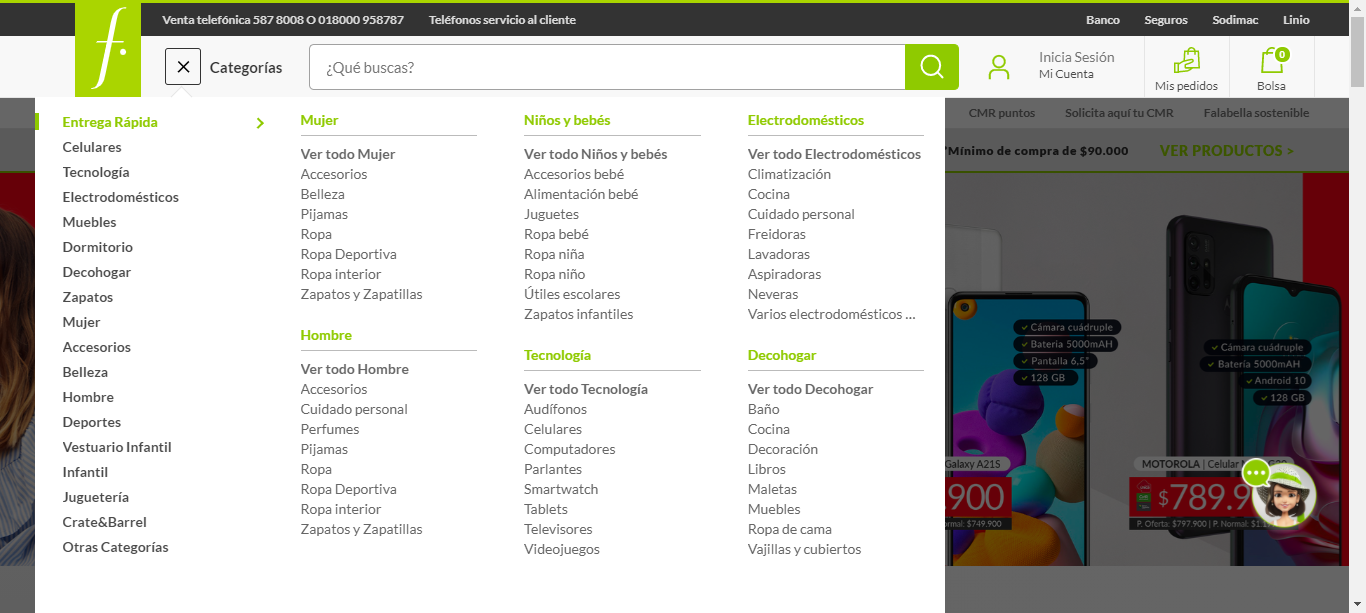 Venta telefónica 587 8008 O 018000 958787
Teléfonos servicio al cliente
Banco
Seguros
Sodimac
Linio
f.
Categorías
¿Qué buscas?
Inicia Sesión
Mi Cuenta
Mis pedidos
0
Bolsa
CMR puntos
Solicita aquí tu CMR
Falabella sostenible
*Mínimo de compra de $90.000
VER PRODUCTOS >
Entrega Rápida
Celulares
Tecnología
Electrodomésticos
Muebles
Dormitorio
Decohogar
Zapatos
Mujer
Accesorios
Belleza
Hombre
Deportes
Vestuario Infantil
Infantil
Juguetería
Crate&Barrel
Otras Categorías
Mujer
Ver todo Mujer
Accesorios
Belleza
Pijamas
Ropa
Ropa Deportiva
Ropa interior
Zapatos y Zapatillas
Hombre
Ver todo Hombre
Accesorios
Cuidado personal
Perfumes
Pijamas
Ropa
Ropa Deportiva
Ropa interior
Zapatos y Zapatillas
Niños y bebés
Ver todo Niños y bebés
Accesorios bebé
Alimentación bebé
Juguetes
Ropa bebé
Ropa niña
Ropa niño
Útiles escolares
Zapatos infantiles
Tecnología
Ver todo Tecnología
Audífonos
Celulares
Computadores
Parlantes
Smartwatch
Tablets
Televisores
Videojuegos
Electrodomésticos
Ver todo Electrodomésticos
Climatización
Cocina
Cuidado personal
Freidoras
Lavadoras
Aspiradoras
Neveras
Varios electrodomésticos ...
Decohogar
Ver todo Decohogar
Baño
Cocina
Decoración
Libros
Maletas
Muebles
Ropa de cama
Vajillas y cubiertos
Cámara cuádruple
Bateria 5000mAH
Pantalla 6,5"
128 GB
Galaxy A21S
.900
Normal: $749.900
Cámara cuádruple
Bateria 5000mAH
Android 10
128 GB
MOTOROLA | Celular
$789.9
P. Oferta: $797.900 | P. Normal: